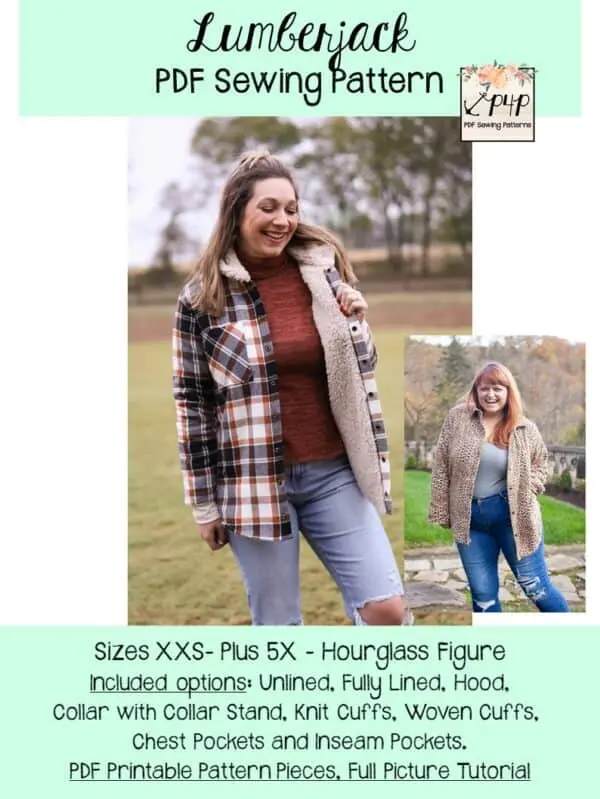 Lumberjack
PDF Sewing Pattern
P4P
PDF Sewing Patterns
Sizes XXS- Plus 5X - Hourglass Figure
Included options: Unlined, Fully Lined, Hood,
Collar with Collar Stand, Knit Cuffs, Woven Cuffs,
Chest Pockets and Inseam Pockets.
PDF Printable Pattern Pieces, Full Picture Tutorial